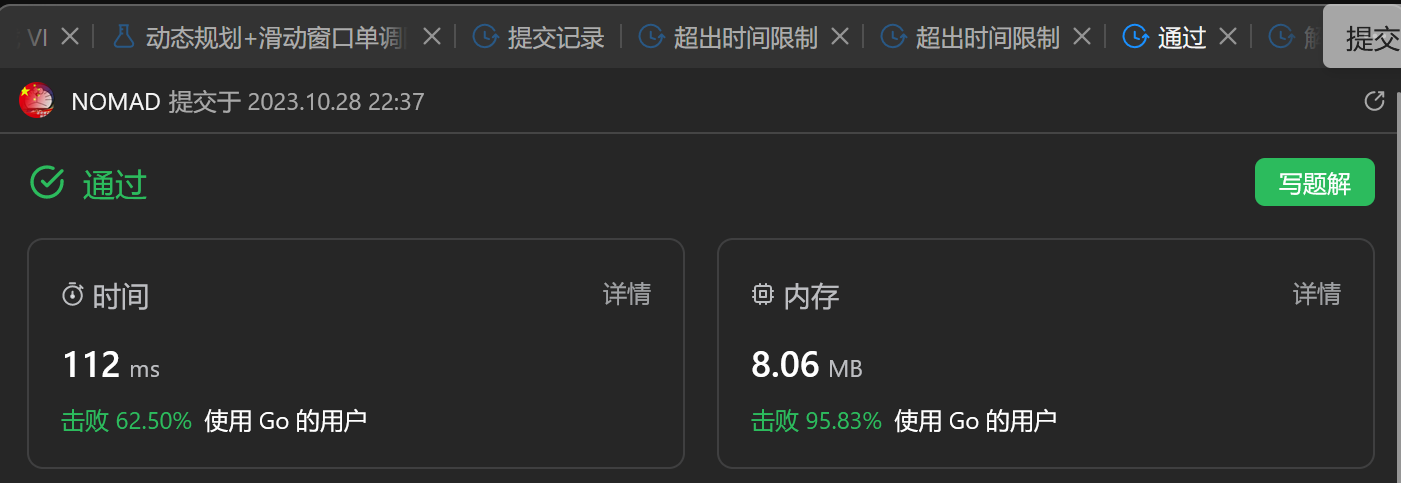 VI 动态规划+滑动窗口单调 提交记录 超出时间限制 超出时间限制 通过 提交
NOMAD 提交于 2023.10.28 22:37
通过 写题解
时间 详情 内存 详情
112 ms 8.06 MB
击败 62.50% 使用 Go 的用户 击败 95.83% 使用 Go 的用户